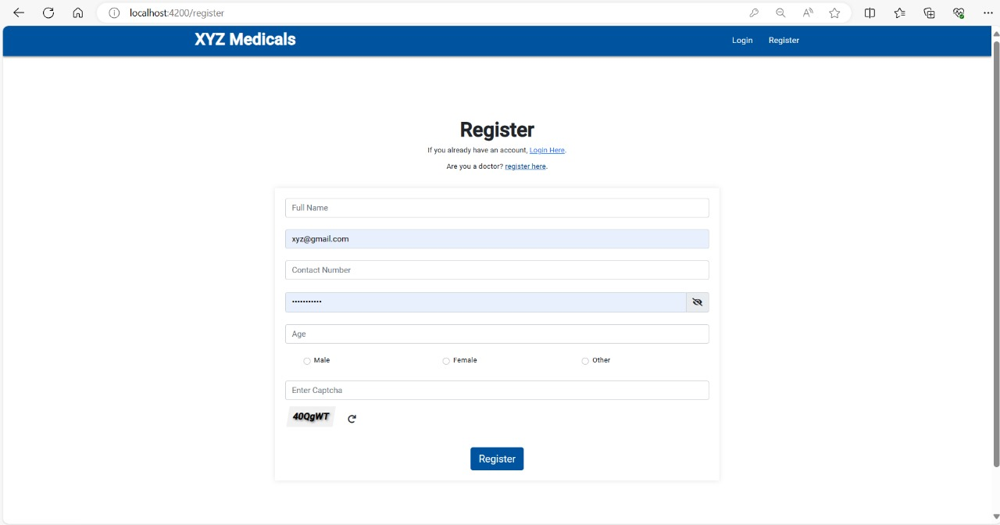 localhost:4200/register
XYZ Medicals
Login Register
Register
If you already have an account, Login Here.
Are you a doctor? register here.
Full Name
xyz@gmail.com
Contact Number
•••••••••••
Age
Male Female Other
Enter Captcha
40QgWT
Register